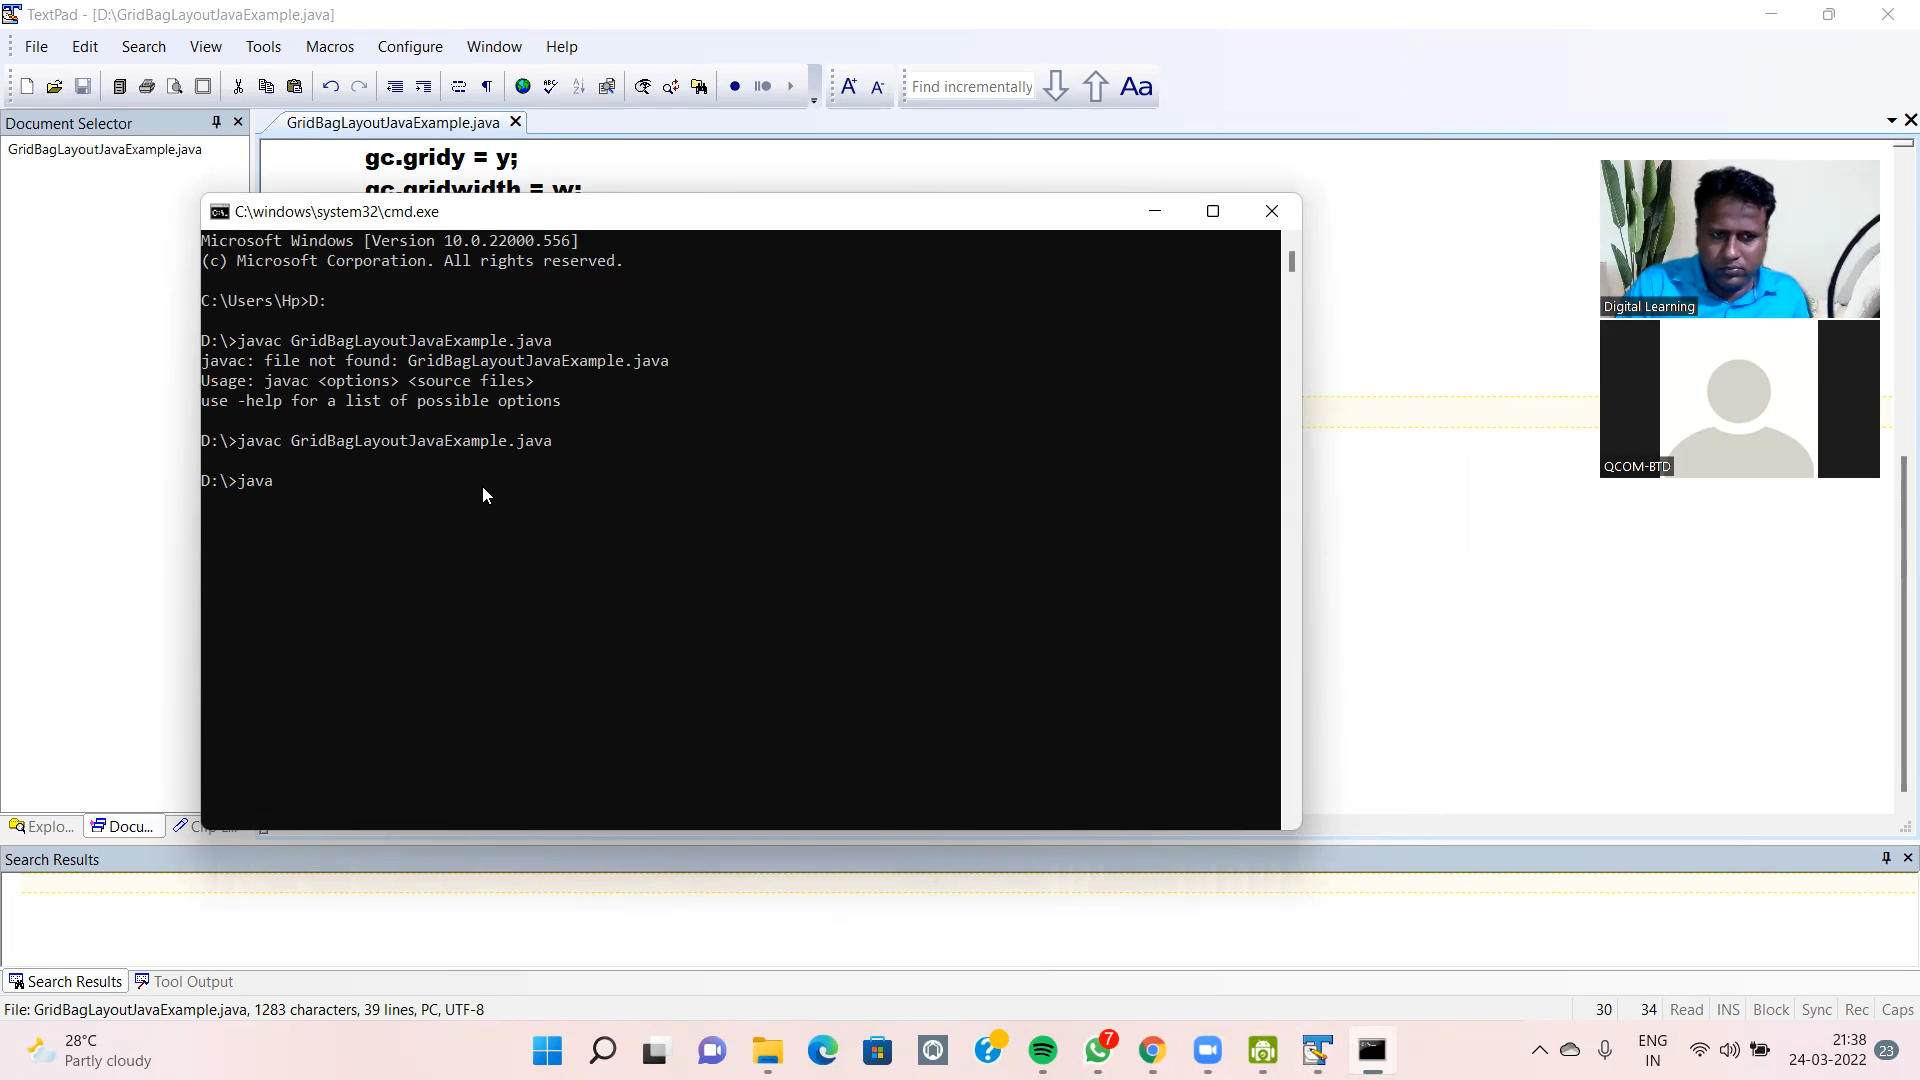 TextPad - [D:\GridBagLayoutJavaExample.java]
File Edit Search View Tools Macros Configure Window Help
Find incrementally
Document Selector
GridBagLayoutJavaExample.java
GridBagLayoutJavaExample.java
gc.gridy = y;
gc.gridwidth = w;
C:\windows\system32\cmd.exe
Microsoft Windows [Version 10.0.22000.556]
(c) Microsoft Corporation. All rights reserved.
C:\Users\Hp>D:
D:\>javac GridBagLayoutJavaExample.java
javac: file not found: GridBagLayoutJavaExample.java
Usage: javac <options> <source files>
use -help for a list of possible options
D:\>javac GridBagLayoutJavaExample.java
D:\>java
Digital Learning
QCOM-BTD
Explo... Docu...
Search Results
Search Results Tool Output
File: GridBagLayoutJavaExample.java, 1283 characters, 39 lines, PC, UTF-8
30 34 Read INS Block Sync Rec Caps
28°C
Partly cloudy
7
ENG
IN
21:38
24-03-2022
23